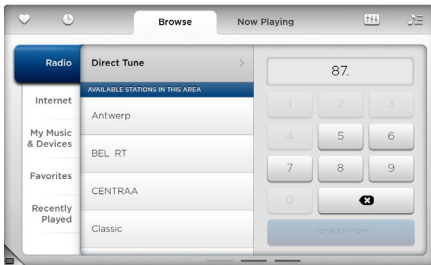 Browse
Now Playing
Radio
Internet
My Music
& Devices
Favorites
Recently
Played
Direct Tune
AVAILABLE STATIONS IN THIS AREA
Antwerp
BEL RT
CENTRAA
Classic
87.
1 2 3
4 5 6
7 8 9
0
TUNE STATION